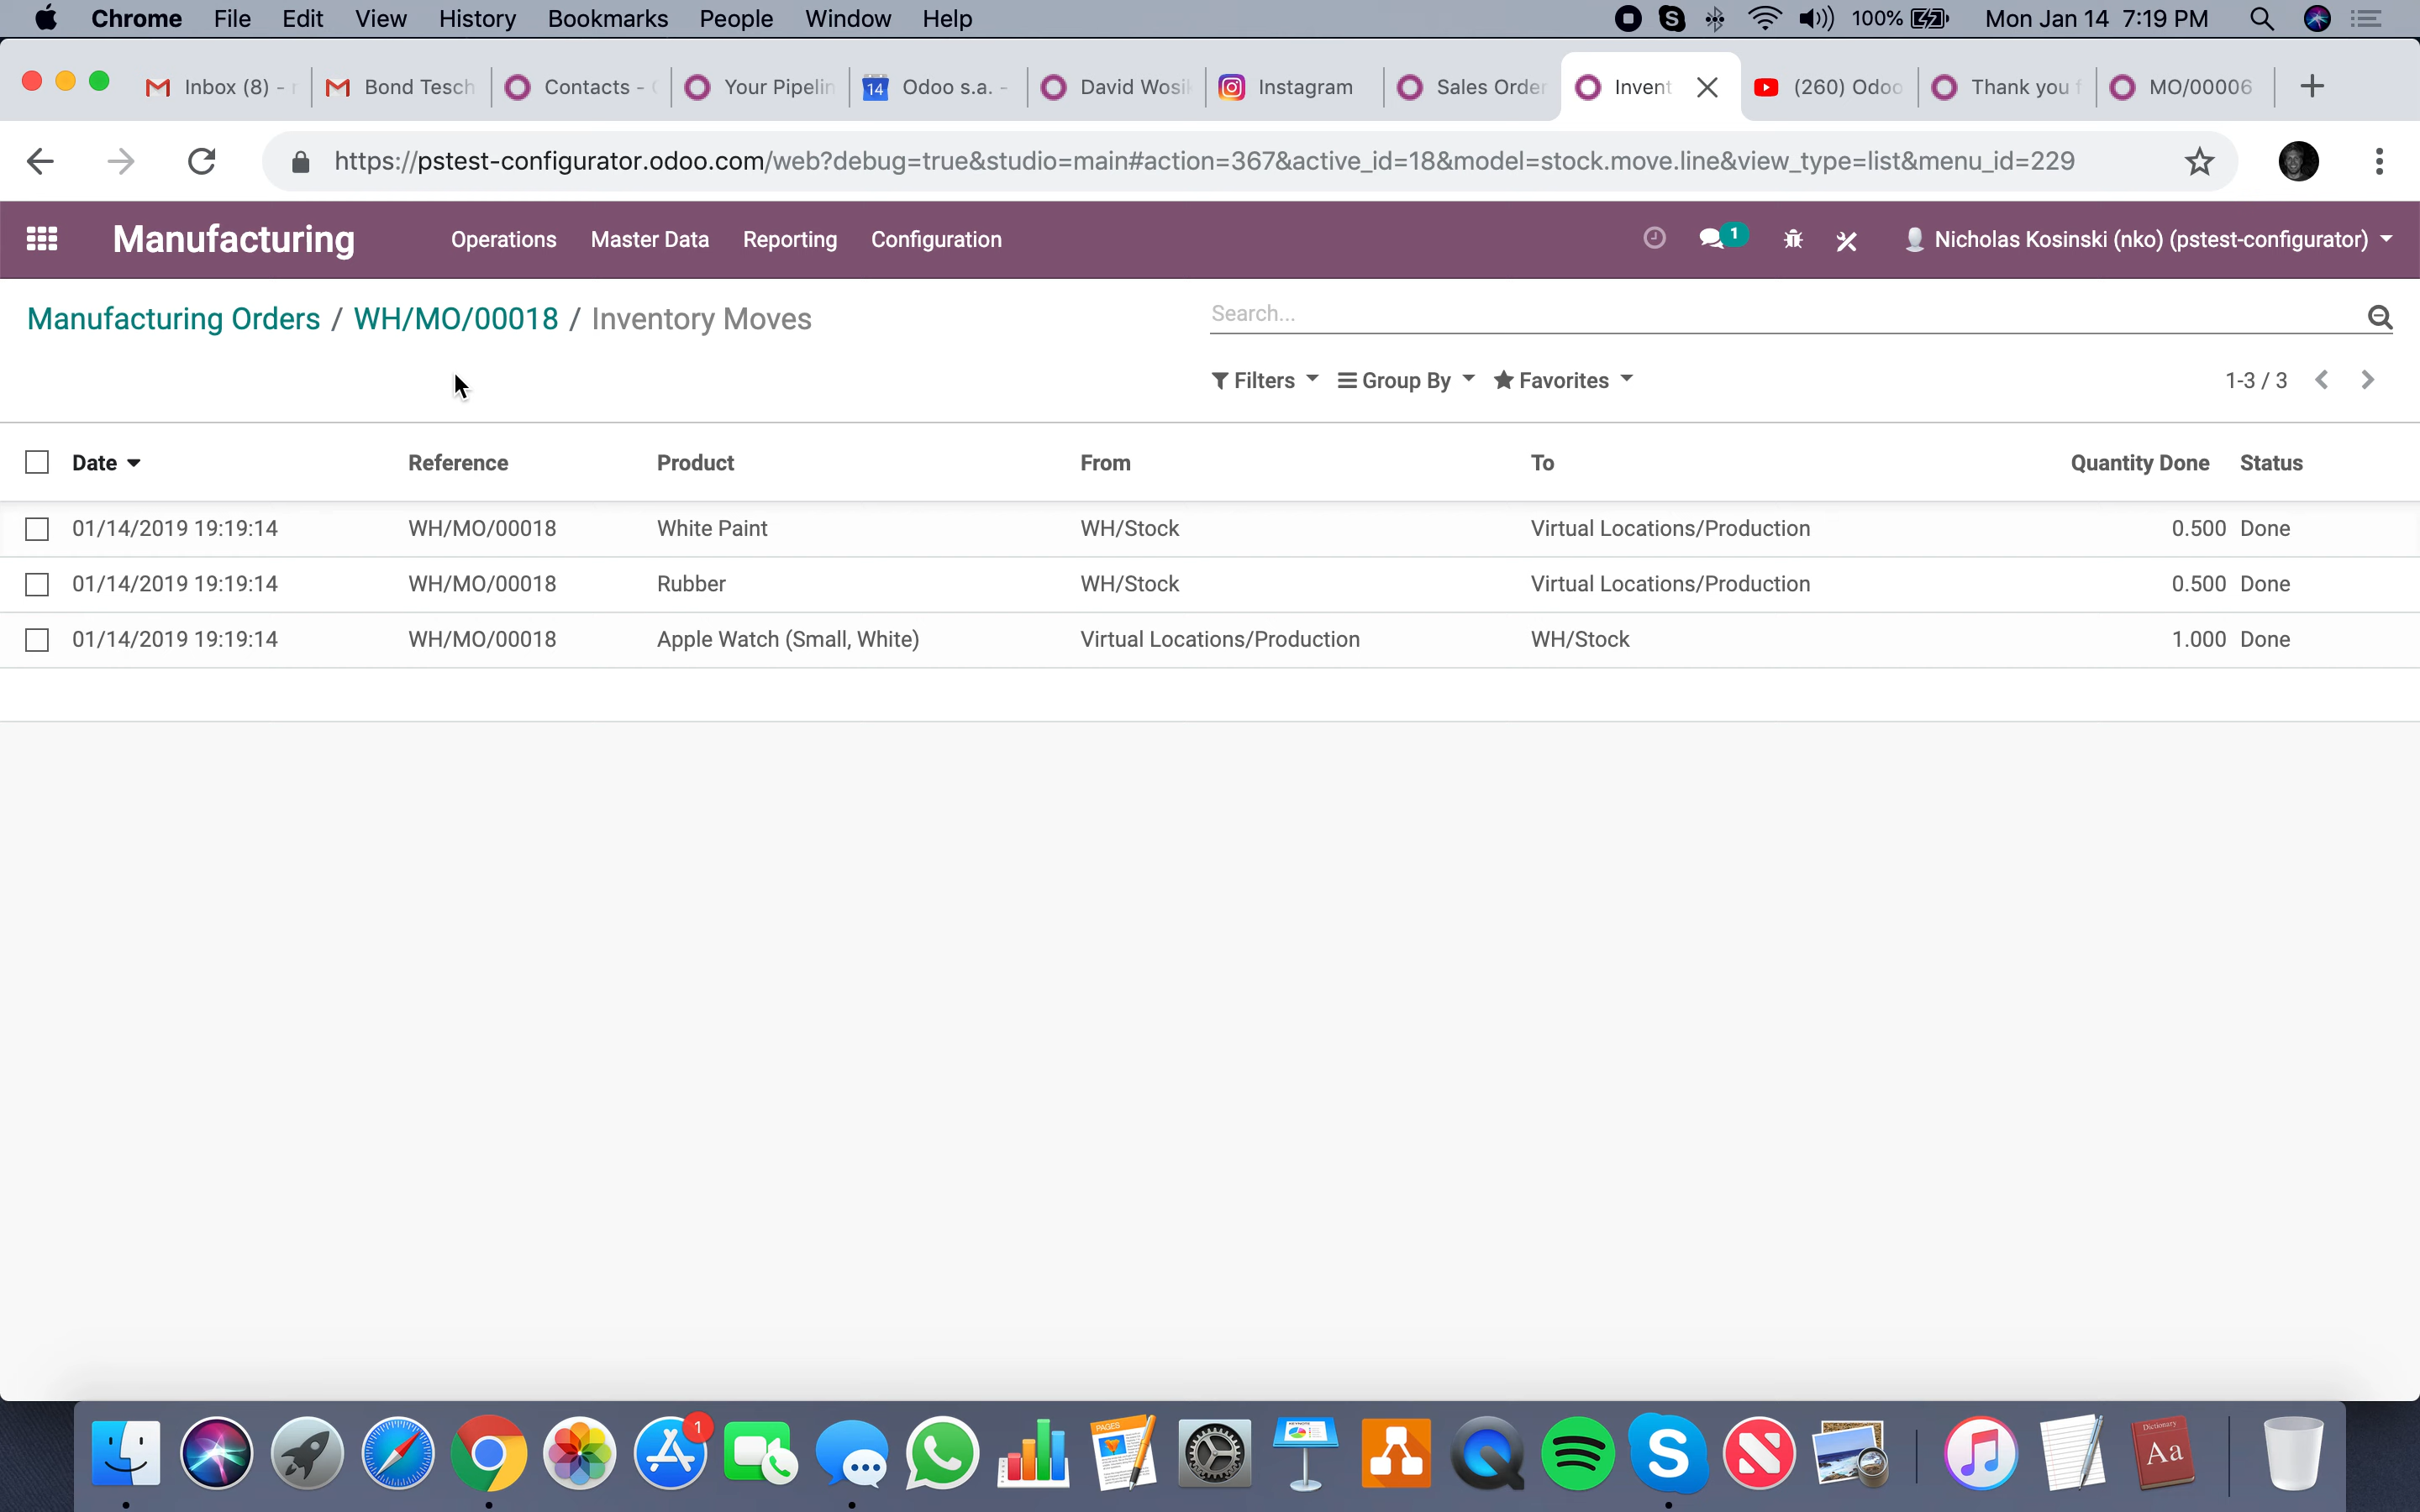 Chrome File Edit View History Bookmarks People Window Help 100% Mon Jan 14 7:19 PM
Inbox (8) - Bond Tesch Contacts - Your Pipelin 14 Odoo s.a. - David Wosik Instagram Sales Order Invent (260) Odoo Thank you f MO/00006
https://pstest-configurator.odoo.com/web?debug=true&studio=main#action=367&active_id=18&model=stock.move.line&view_type=list&menu_id=229
Manufacturing Operations Master Data Reporting Configuration 1 Nicholas Kosinski (nko) (pstest-configurator)
Manufacturing Orders / WH/MO/00018 / Inventory Moves
Search...
Filters Group By Favorites 1-3 / 3
Date Reference Product From To Quantity Done Status
01/14/2019 19:19:14 WH/MO/00018 White Paint WH/Stock Virtual Locations/Production 0.500 Done
01/14/2019 19:19:14 WH/MO/00018 Rubber WH/Stock Virtual Locations/Production 0.500 Done
01/14/2019 19:19:14 WH/MO/00018 Apple Watch (Small, White) Virtual Locations/Production WH/Stock 1.000 Done
1
PAGES
Dictionary
Aa